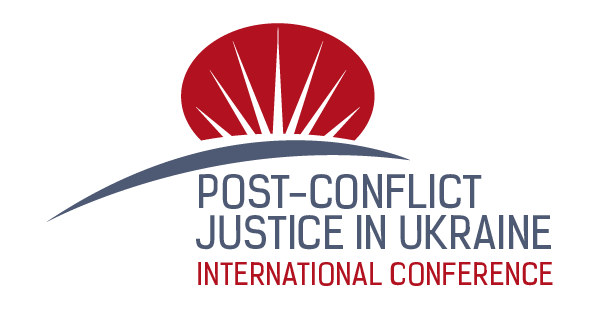 POST-CONFLICT
JUSTICE IN UKRAINE
INTERNATIONAL CONFERENCE